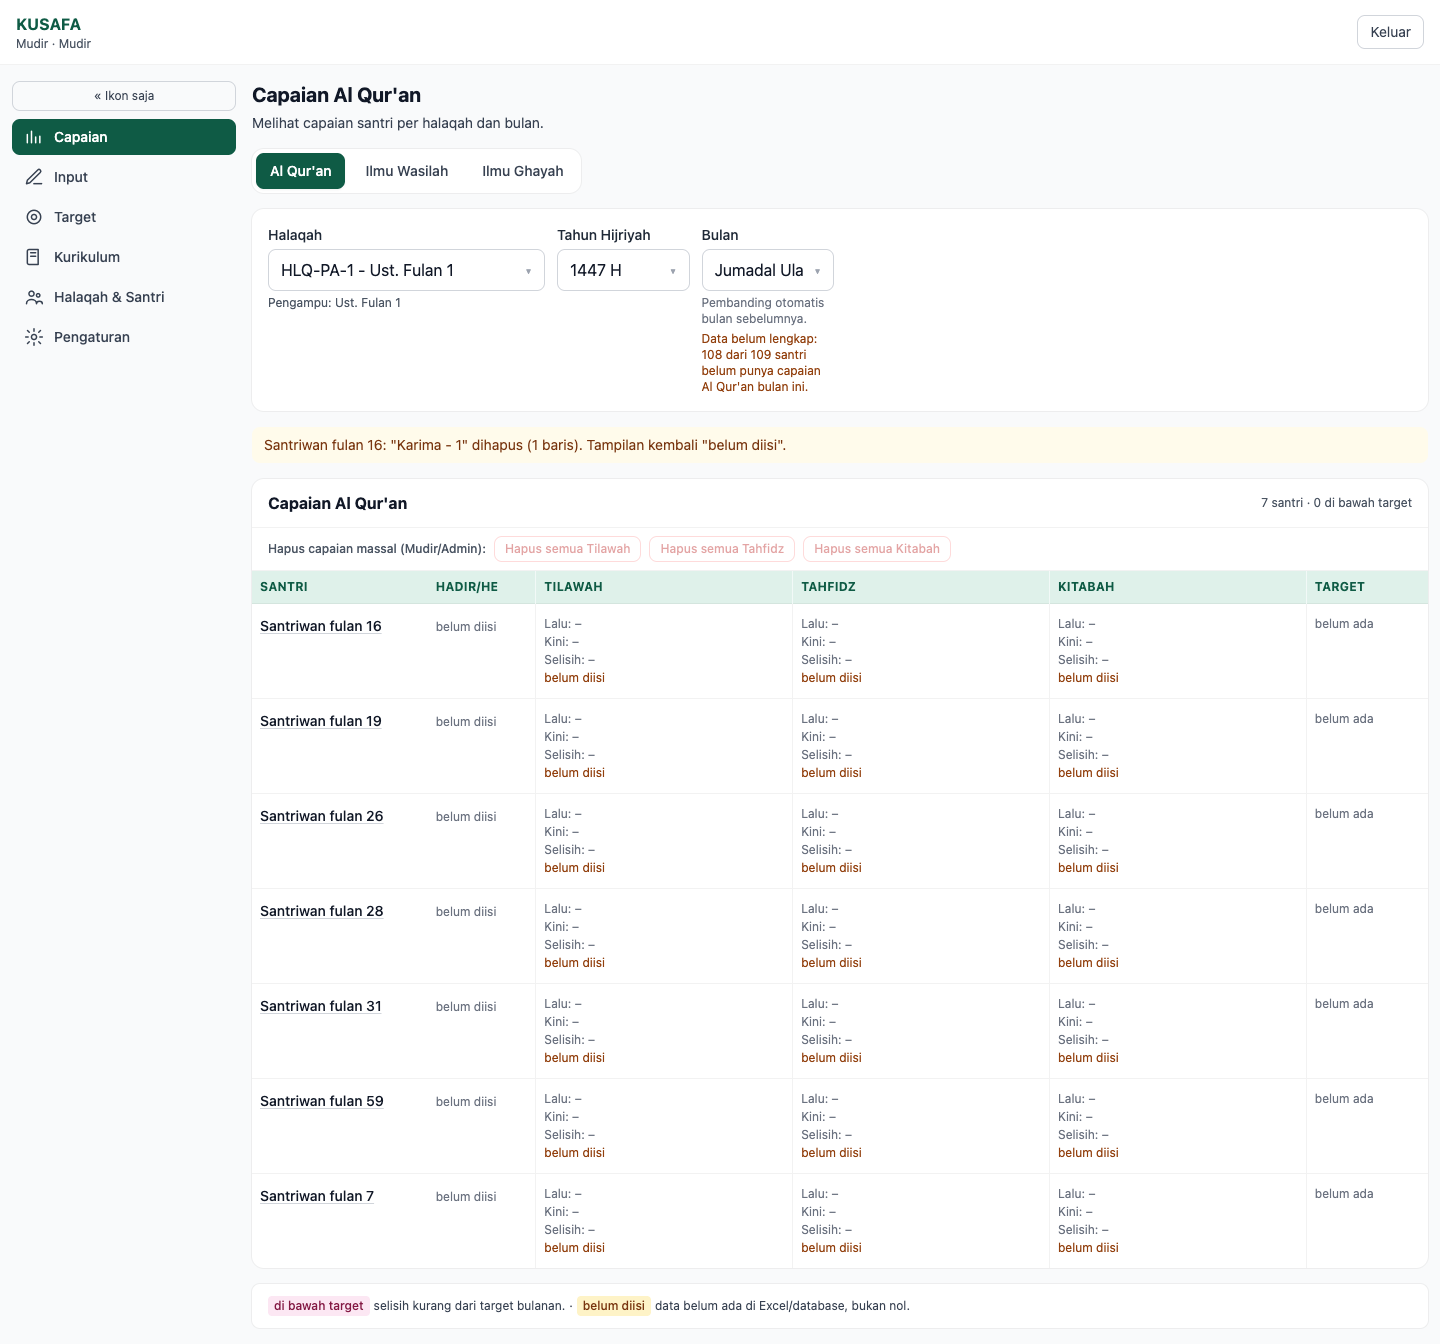 KUSAFA
Mudir · Mudir
Keluar
« Ikon saja
Capaian
Input
Target
Kurikulum
Halaqah & Santri
Pengaturan
Capaian Al Qur'an
Melihat capaian santri per halaqah dan bulan.
Al Qur'an Ilmu Wasilah Ilmu Ghayah
Halaqah
HLQ-PA-1 - Ust. Fulan 1
Pengampu: Ust. Fulan 1
Tahun Hijriyah
1447 H
Bulan
Jumadal Ula
Pembanding otomatis
bulan sebelumnya.
Data belum lengkap:
108 dari 109 santri
belum punya capaian
Al Qur'an bulan ini.
Santriwan fulan 16: "Karima - 1" dihapus (1 baris). Tampilan kembali "belum diisi".
Capaian Al Qur'an
7 santri · 0 di bawah target
Hapus capaian massal (Mudir/Admin): Hapus semua Tilawah Hapus semua Tahfidz Hapus semua Kitabah
SANTRI HADIR/HE TILAWAH TAHFIDZ KITABAH TARGET
Santriwan fulan 16 belum diisi Lalu: – Lalu: – Lalu: – belum ada
Kini: – Kini: – Kini: –
Selisih: – Selisih: – Selisih: –
belum diisi belum diisi belum diisi
Santriwan fulan 19 belum diisi Lalu: – Lalu: – Lalu: – belum ada
Kini: – Kini: – Kini: –
Selisih: – Selisih: – Selisih: –
belum diisi belum diisi belum diisi
Santriwan fulan 26 belum diisi Lalu: – Lalu: – Lalu: – belum ada
Kini: – Kini: – Kini: –
Selisih: – Selisih: – Selisih: –
belum diisi belum diisi belum diisi
Santriwan fulan 28 belum diisi Lalu: – Lalu: – Lalu: – belum ada
Kini: – Kini: – Kini: –
Selisih: – Selisih: – Selisih: –
belum diisi belum diisi belum diisi
Santriwan fulan 31 belum diisi Lalu: – Lalu: – Lalu: – belum ada
Kini: – Kini: – Kini: –
Selisih: – Selisih: – Selisih: –
belum diisi belum diisi belum diisi
Santriwan fulan 59 belum diisi Lalu: – Lalu: – Lalu: – belum ada
Kini: – Kini: – Kini: –
Selisih: – Selisih: – Selisih: –
belum diisi belum diisi belum diisi
Santriwan fulan 7 belum diisi Lalu: – Lalu: – Lalu: – belum ada
Kini: – Kini: – Kini: –
Selisih: – Selisih: – Selisih: –
belum diisi belum diisi belum diisi
di bawah target selisih kurang dari target bulanan. · belum diisi data belum ada di Excel/database, bukan nol.